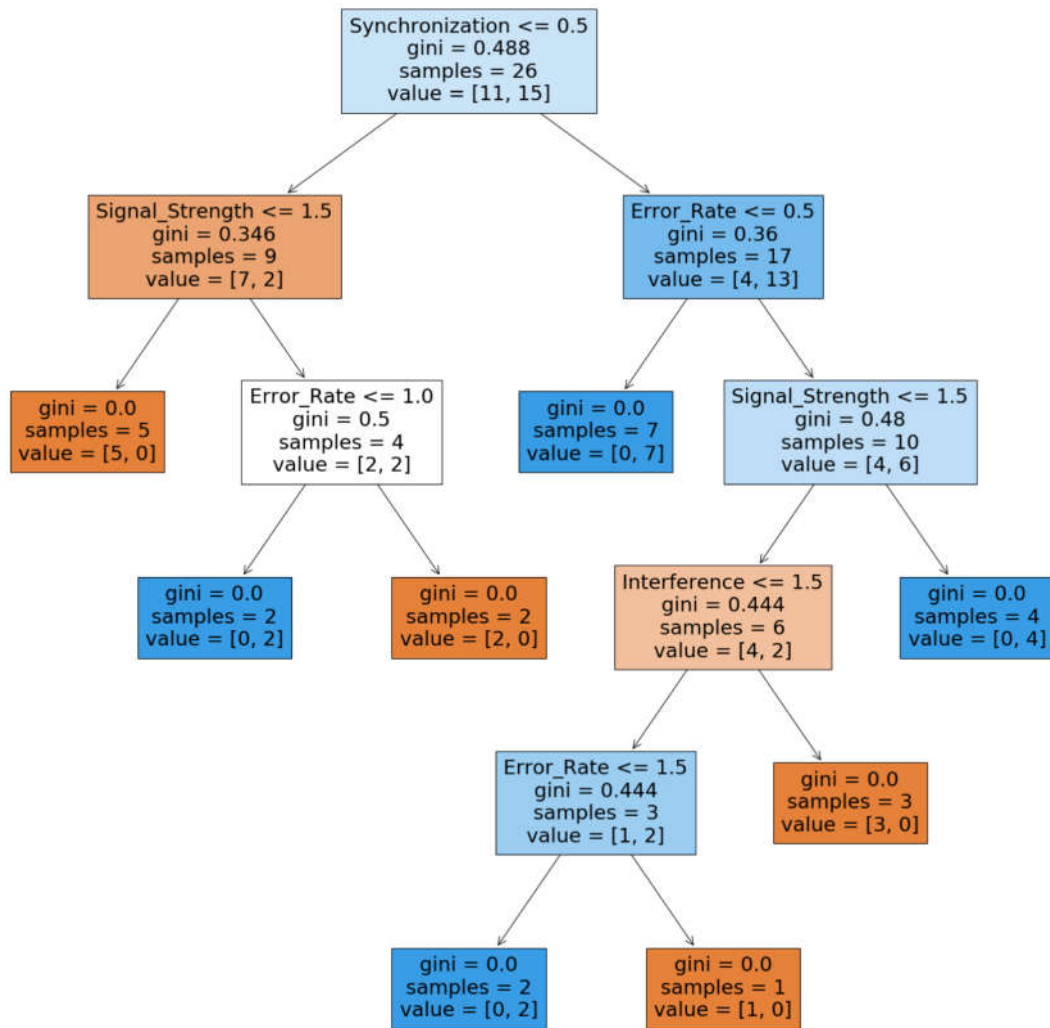 Synchronization <= 0.5
gini = 0.488
samples = 26
value = [11, 15]
Signal_Strength <= 1.5
gini = 0.346
samples = 9
value = [7, 2]
Error_Rate <= 0.5
gini = 0.36
samples = 17
value = [4, 13]
gini = 0.0
samples = 5
value = [5, 0]
Error_Rate <= 1.0
gini = 0.5
samples = 4
value = [2, 2]
gini = 0.0
samples = 7
value = [0, 7]
Signal_Strength <= 1.5
gini = 0.48
samples = 10
value = [4, 6]
gini = 0.0
samples = 2
value = [0, 2]
gini = 0.0
samples = 2
value = [2, 0]
Interference <= 1.5
gini = 0.444
samples = 6
value = [4, 2]
gini = 0.0
samples = 4
value = [0, 4]
Error_Rate <= 1.5
gini = 0.444
samples = 3
value = [1, 2]
gini = 0.0
samples = 3
value = [3, 0]
gini = 0.0
samples = 2
value = [0, 2]
gini = 0.0
samples = 1
value = [1, 0]